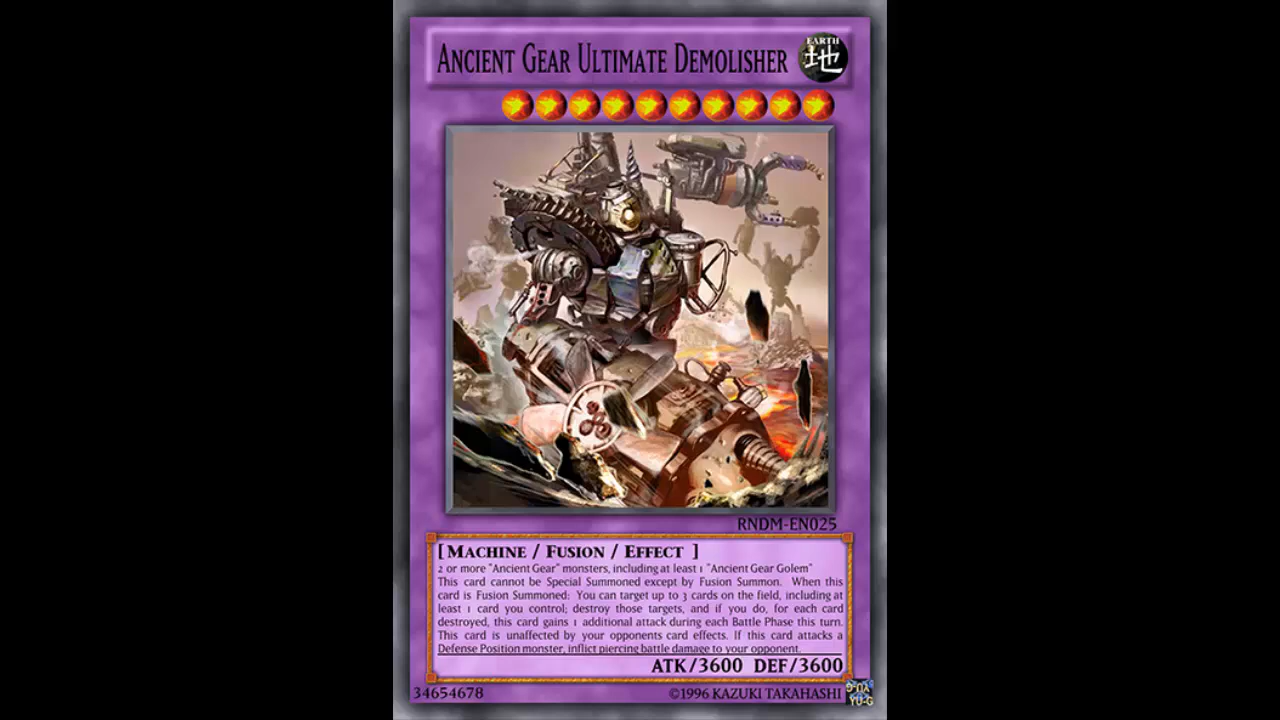 ANCIENT GEAR ULTIMATE DEMOLISHER
EARTH
地
RNDM-EN025
[ MACHINE / FUSION / EFFECT ]
2 or more "Ancient Gear" monsters, including at least 1 "Ancient Gear Golem"
This card cannot be Special Summoned except by Fusion Summon. When this
card is Fusion Summoned: You can target up to 3 cards on the field, including at
least 1 card you control; destroy those targets, and if you do, for each card
destroyed, this card gains 1 additional attack during each Battle Phase this turn.
This card is unaffected by your opponents card effects. If this card attacks a
Defense Position monster, inflict piercing battle damage to your opponent.
ATK/3600 DEF/3600
34654678
©1996 KAZUKI TAKAHASHI